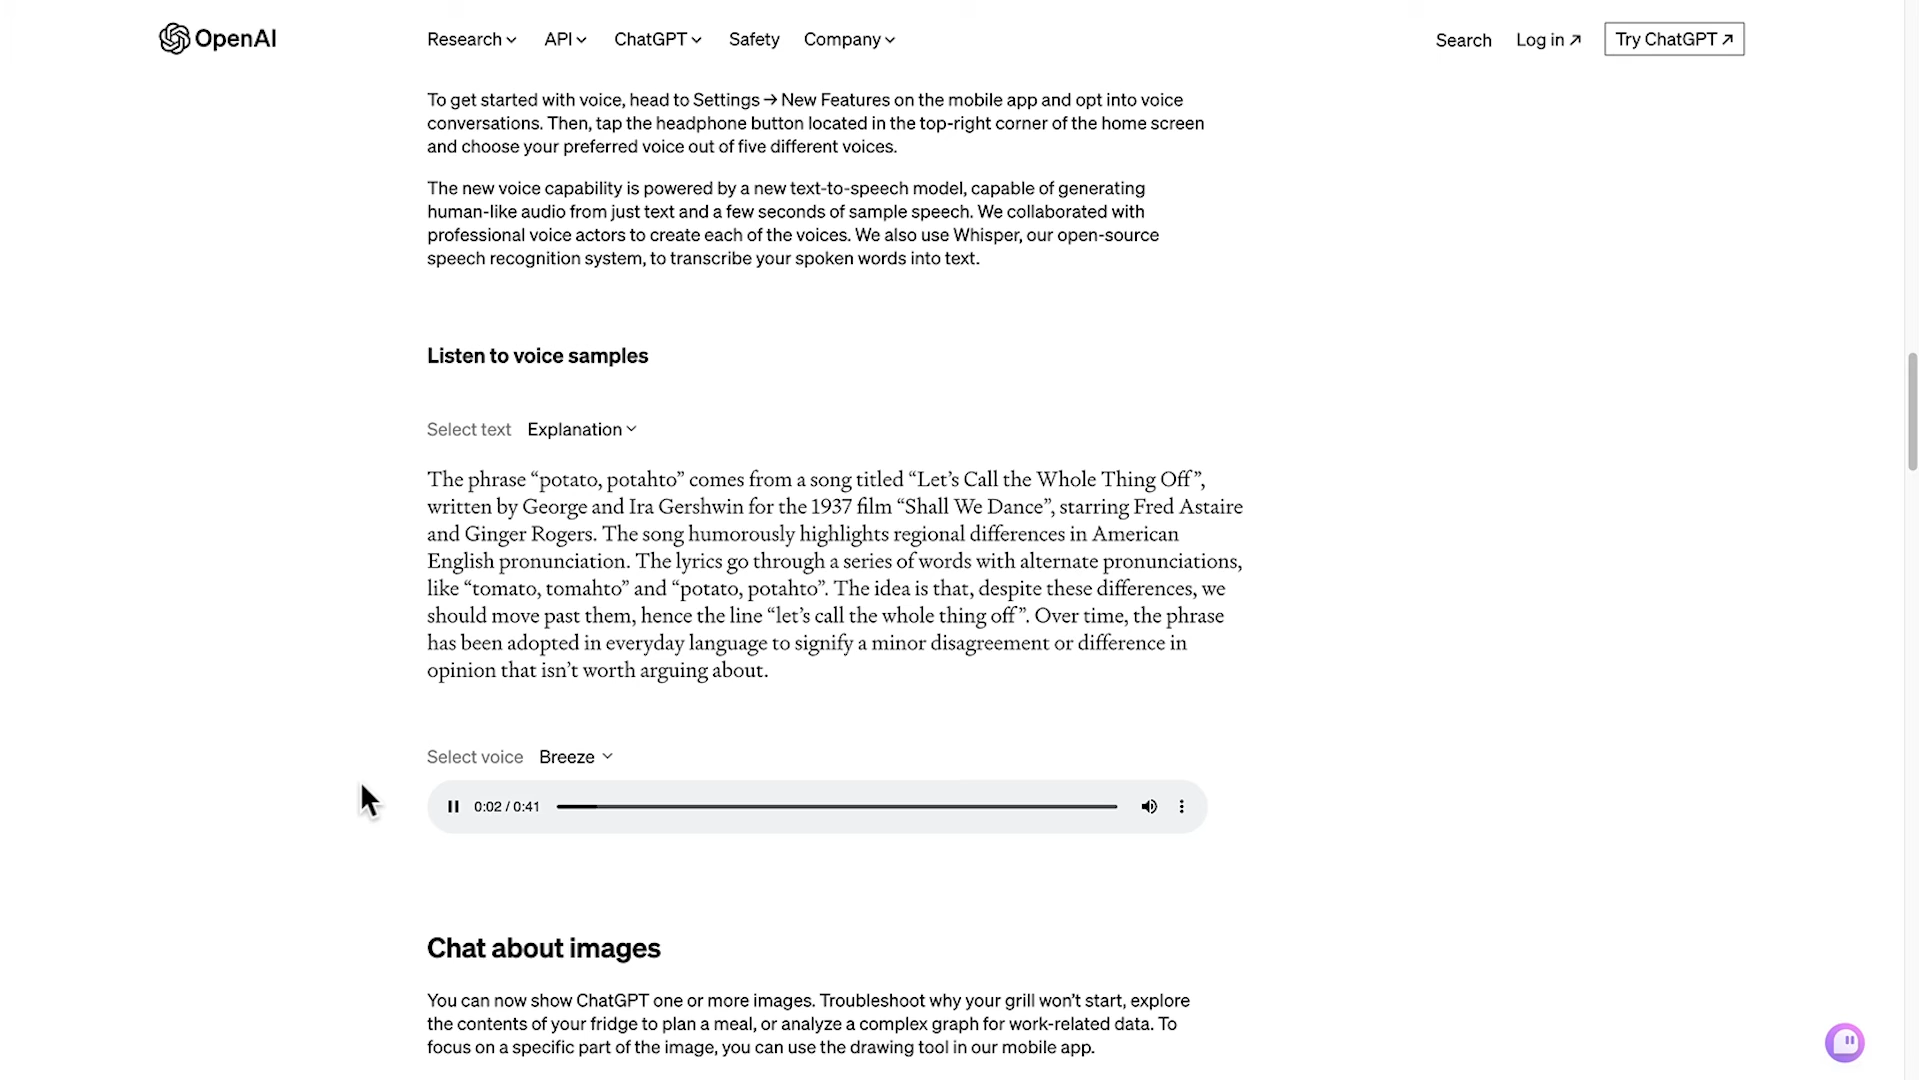 OpenAI
Research API ChatGPT Safety Company
Search Log in ↗ Try ChatGPT ↗
To get started with voice, head to Settings → New Features on the mobile app and opt into voice
conversations. Then, tap the headphone button located in the top-right corner of the home screen
and choose your preferred voice out of five different voices.
The new voice capability is powered by a new text-to-speech model, capable of generating
human-like audio from just text and a few seconds of sample speech. We collaborated with
professional voice actors to create each of the voices. We also use Whisper, our open-source
speech recognition system, to transcribe your spoken words into text.
Listen to voice samples
Select text Explanation
The phrase “potato, potahto” comes from a song titled “Let’s Call the Whole Thing Off”,
written by George and Ira Gershwin for the 1937 film “Shall We Dance”, starring Fred Astaire
and Ginger Rogers. The song humorously highlights regional differences in American
English pronunciation. The lyrics go through a series of words with alternate pronunciations,
like “tomato, tomahto” and “potato, potahto”. The idea is that, despite these differences, we
should move past them, hence the line “let’s call the whole thing off”. Over time, the phrase
has been adopted in everyday language to signify a minor disagreement or difference in
opinion that isn’t worth arguing about.
Select voice Breeze
0:02 / 0:41
Chat about images
You can now show ChatGPT one or more images. Troubleshoot why your grill won’t start, explore
the contents of your fridge to plan a meal, or analyze a complex graph for work-related data. To
focus on a specific part of the image, you can use the drawing tool in our mobile app.